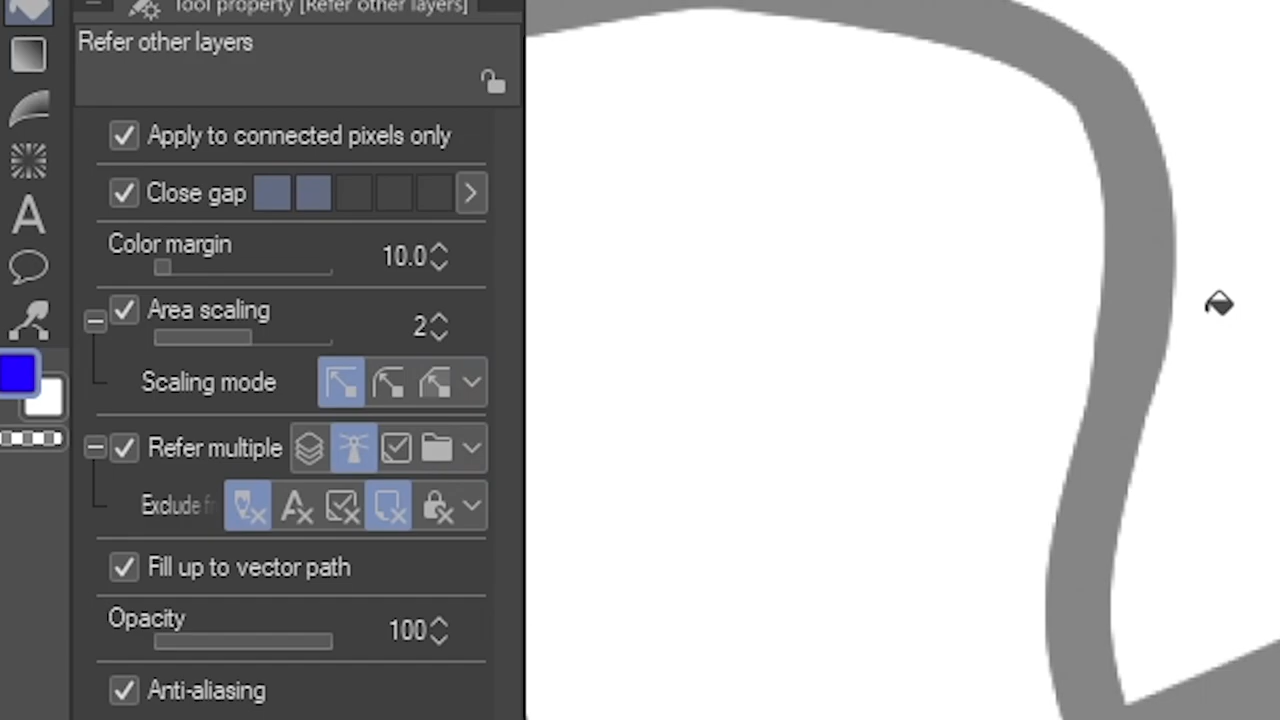 Tool property [Refer other layers]
Refer other layers
Apply to connected pixels only
Close gap
Color margin 10.0
Area scaling 2
Scaling mode
Refer multiple
Exclude
Fill up to vector path
Opacity 100
Anti-aliasing